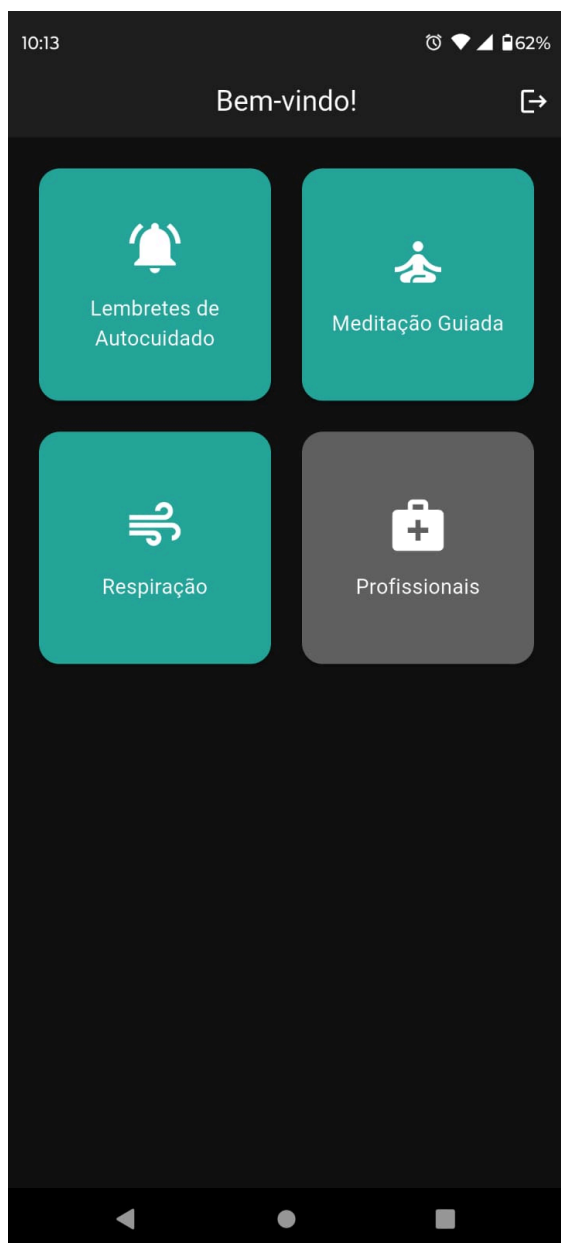 10:13
62%
Bem-vindo!
Lembretes de
Autocuidado
Meditação Guiada
Respiração
Profissionais